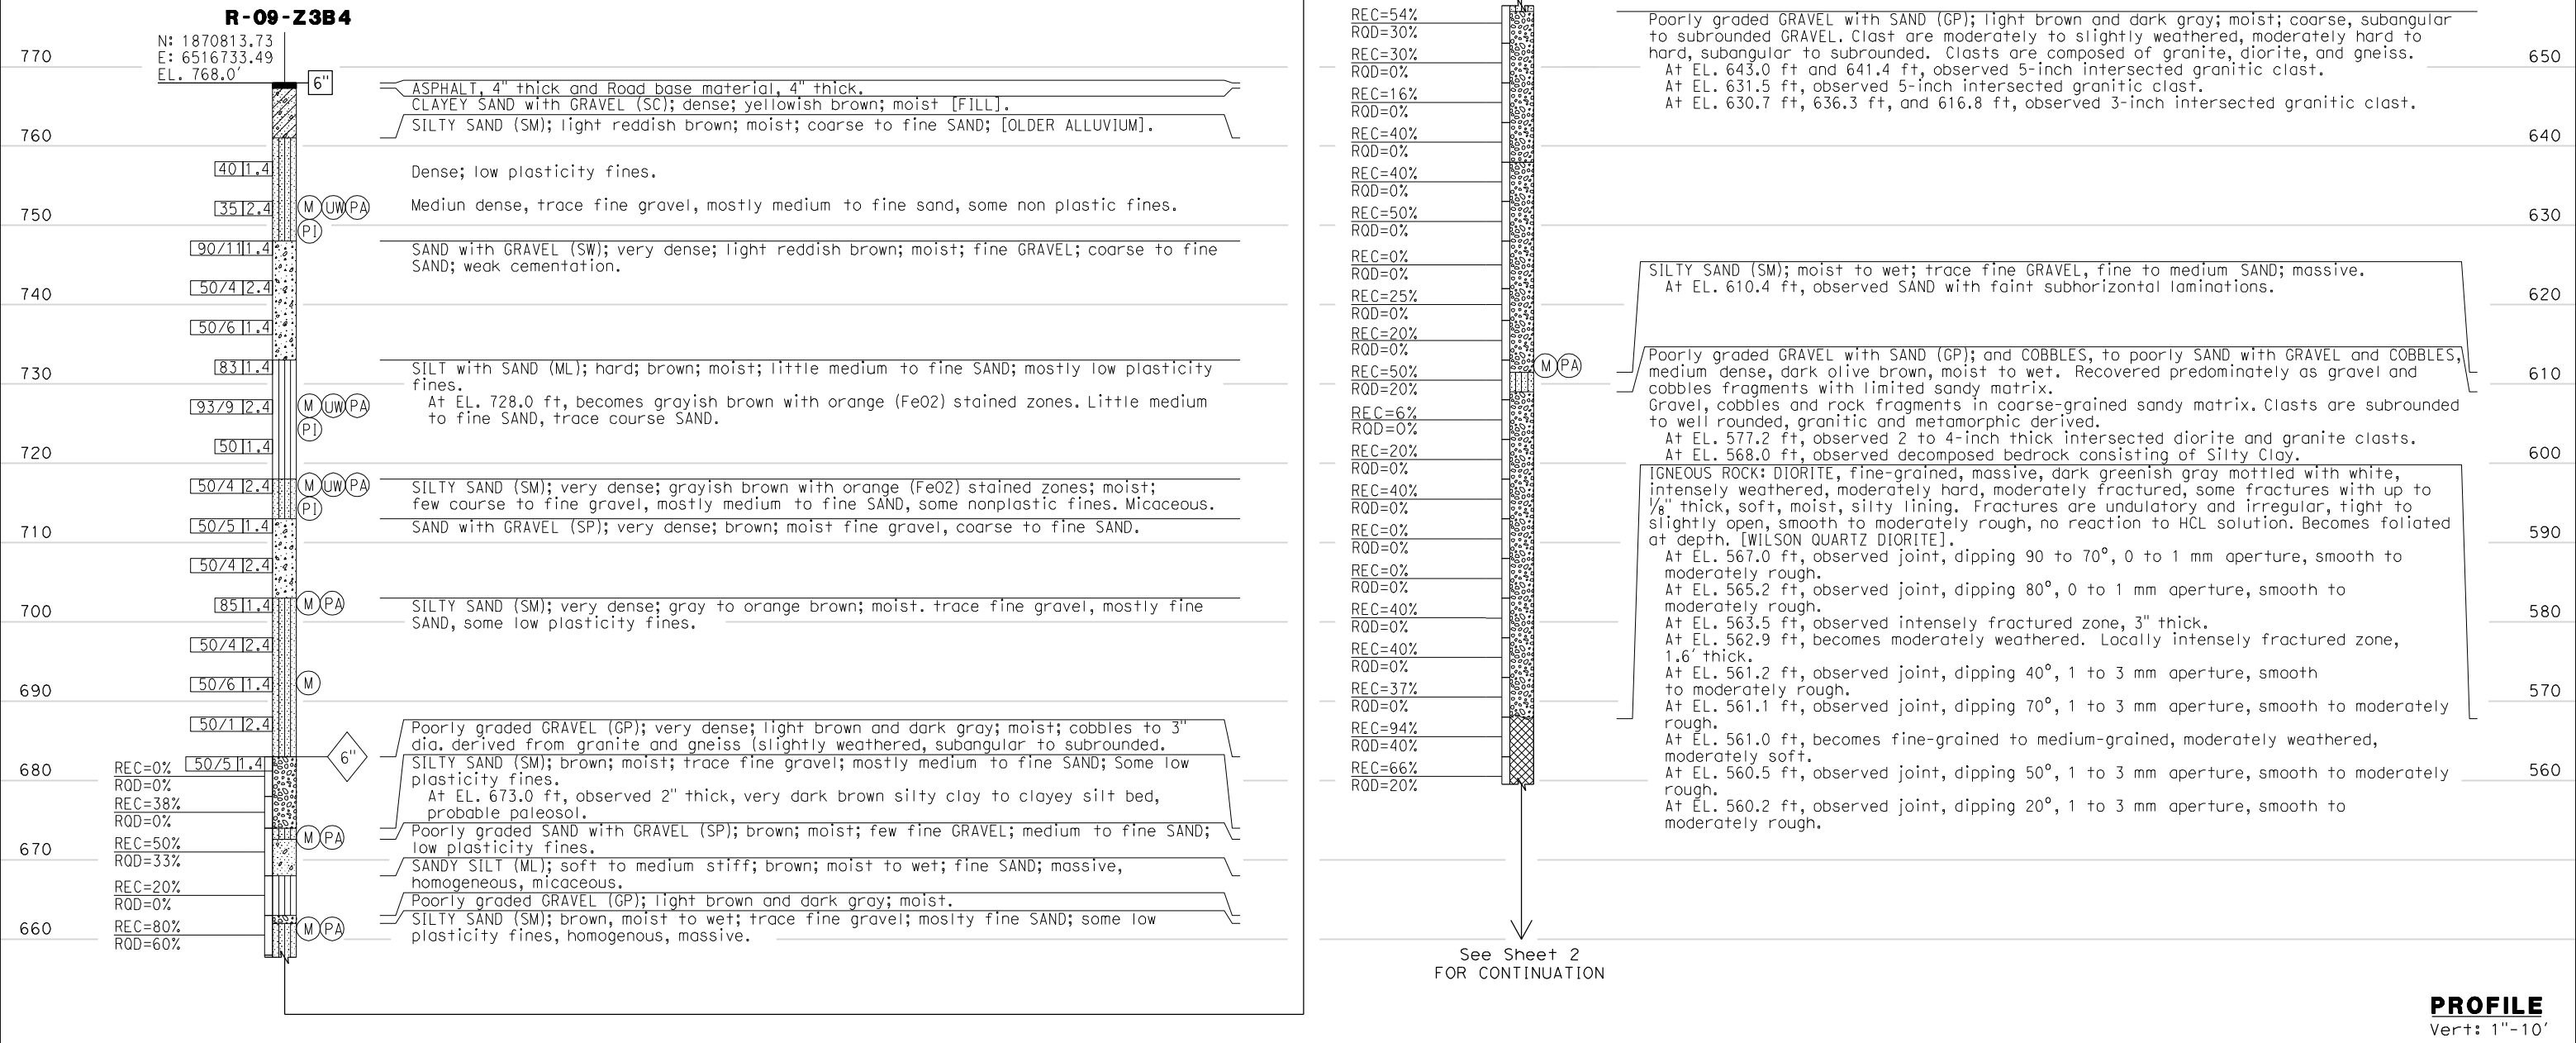 R-09-Z3B4
N: 1870813.73
E: 6516733.49
EL. 768.0'
6"
770
760
750
740
730
720
710
700
690
680
670
660
ASPHALT, 4" thick and Road base material, 4" thick.
CLAYEY SAND with GRAVEL (SC); dense; yellowish brown; moist [FILL].
SILTY SAND (SM); light reddish brown; moist; coarse to fine SAND; [OLDER ALLUVIUM].
40 1.4
Dense; low plasticity fines.
35 2.4
M UW PA
PI
Mediun dense, trace fine gravel, mostly medium to fine sand, some non plastic fines.
90/11 1.4
SAND with GRAVEL (SW); very dense; light reddish brown; moist; fine GRAVEL; coarse to fine
SAND; weak cementation.
50/4 2.4
50/6 1.4
83 1.4
SILT with SAND (ML); hard; brown; moist; little medium to fine SAND; mostly low plasticity
fines.
At EL. 728.0 ft, becomes grayish brown with orange (FeO2) stained zones. Little medium
to fine SAND, trace course SAND.
93/9 2.4
M UW PA
PI
50 1.4
50/4 2.4
M UW PA
PI
SILTY SAND (SM); very dense; grayish brown with orange (FeO2) stained zones; moist;
few course to fine gravel, mostly medium to fine SAND, some nonplastic fines. Micaceous.
50/5 1.4
SAND with GRAVEL (SP); very dense; brown; moist fine gravel, coarse to fine SAND.
50/4 2.4
85 1.4
M PA
SILTY SAND (SM); very dense; gray to orange brown; moist. trace fine gravel, mostly fine
SAND, some low plasticity fines.
50/4 2.4
50/6 1.4
M
50/1 2.4
6"
Poorly graded GRAVEL (GP); very dense; light brown and dark gray; moist; cobbles to 3"
dia. derived from granite and gneiss (slightly weathered, subangular to subrounded.
50/5 1.4
SILTY SAND (SM); brown; moist; trace fine gravel; mostly medium to fine SAND; Some low
plasticity fines.
At EL. 673.0 ft, observed 2" thick, very dark brown silty clay to clayey silt bed,
probable paleosol.
REC=0%
RQD=0%
REC=38%
RQD=0%
M PA
Poorly graded SAND with GRAVEL (SP); brown; moist; few fine GRAVEL; medium to fine SAND;
low plasticity fines.
REC=50%
RQD=33%
SANDY SILT (ML); soft to medium stiff; brown; moist to wet; fine SAND; massive,
homogeneous, micaceous.
REC=20%
RQD=0%
Poorly graded GRAVEL (GP); light brown and dark gray; moist.
SILTY SAND (SM); brown, moist to wet; trace fine gravel; moslty fine SAND; some low
plasticity fines, homogenous, massive.
REC=80%
RQD=60%
M PA
REC=54%
RQD=30%
REC=30%
RQD=0%
REC=16%
RQD=0%
REC=40%
RQD=0%
REC=40%
RQD=0%
REC=50%
RQD=0%
REC=0%
RQD=0%
REC=25%
RQD=0%
REC=20%
RQD=0%
REC=50%
RQD=20%
REC=6%
RQD=0%
REC=20%
RQD=0%
REC=40%
RQD=0%
REC=0%
RQD=0%
REC=0%
RQD=0%
REC=40%
RQD=0%
REC=40%
RQD=0%
REC=37%
RQD=0%
REC=94%
RQD=40%
REC=66%
RQD=20%
M PA
Poorly graded GRAVEL with SAND (GP); light brown and dark gray; moist; coarse, subangular
to subrounded GRAVEL. Clast are moderately to slightly weathered, moderately hard to
hard, subangular to subrounded. Clasts are composed of granite, diorite, and gneiss.
At EL. 643.0 ft and 641.4 ft, observed 5-inch intersected granitic clast.
At EL. 631.5 ft, observed 5-inch intersected granitic clast.
At EL. 630.7 ft, 636.3 ft, and 616.8 ft, observed 3-inch intersected granitic clast.
SILTY SAND (SM); moist to wet; trace fine GRAVEL, fine to medium SAND; massive.
At EL. 610.4 ft, observed SAND with faint subhorizontal laminations.
Poorly graded GRAVEL with SAND (GP); and COBBLES, to poorly SAND with GRAVEL and COBBLES,
medium dense, dark olive brown, moist to wet. Recovered predominately as gravel and
cobbles fragments with limited sandy matrix.
Gravel, cobbles and rock fragments in coarse-grained sandy matrix. Clasts are subrounded
to well rounded, granitic and metamorphic derived.
At EL. 577.2 ft, observed 2 to 4-inch thick intersected diorite and granite clasts.
At EL. 568.0 ft, observed decomposed bedrock consisting of Silty Clay.
IGNEOUS ROCK: DIORITE, fine-grained, massive, dark greenish gray mottled with white,
intensely weathered, moderately hard, moderately fractured, some fractures with up to
⅛" thick, soft, moist, silty lining. Fractures are undulatory and irregular, tight to
slightly open, smooth to moderately rough, no reaction to HCL solution. Becomes foliated
at depth. [WILSON QUARTZ DIORITE].
At EL. 567.0 ft, observed joint, dipping 90 to 70°, 0 to 1 mm aperture, smooth to
moderately rough.
At EL. 565.2 ft, observed joint, dipping 80°, 0 to 1 mm aperture, smooth to
moderately rough.
At EL. 563.5 ft, observed intensely fractured zone, 3" thick.
At EL. 562.9 ft, becomes moderately weathered. Locally intensely fractured zone,
1.6' thick.
At EL. 561.2 ft, observed joint, dipping 40°, 1 to 3 mm aperture, smooth
to moderately rough.
At EL. 561.1 ft, observed joint, dipping 70°, 1 to 3 mm aperture, smooth to moderately
rough.
At EL. 561.0 ft, becomes fine-grained to medium-grained, moderately weathered,
moderately soft.
At EL. 560.5 ft, observed joint, dipping 50°, 1 to 3 mm aperture, smooth to moderately
rough.
At EL. 560.2 ft, observed joint, dipping 20°, 1 to 3 mm aperture, smooth to
moderately rough.
650
640
630
620
610
600
590
580
570
560
See Sheet 2
FOR CONTINUATION
PROFILE
Vert: 1"-10'